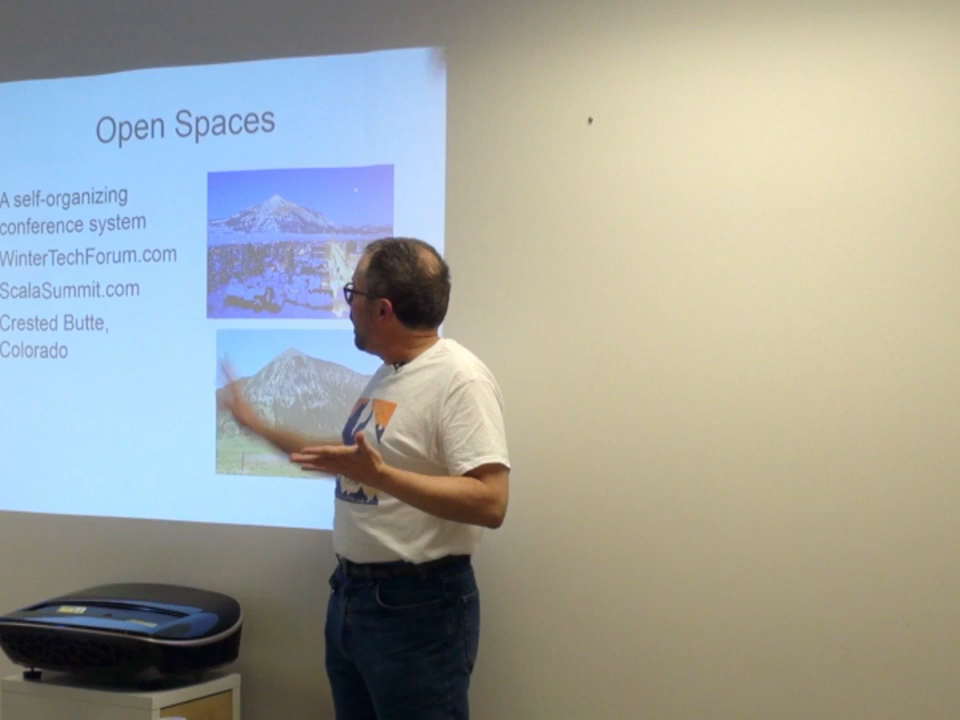 Open Spaces
A self-organizing
conference system
WinterTechForum.com
ScalaSummit.com
Crested Butte,
Colorado